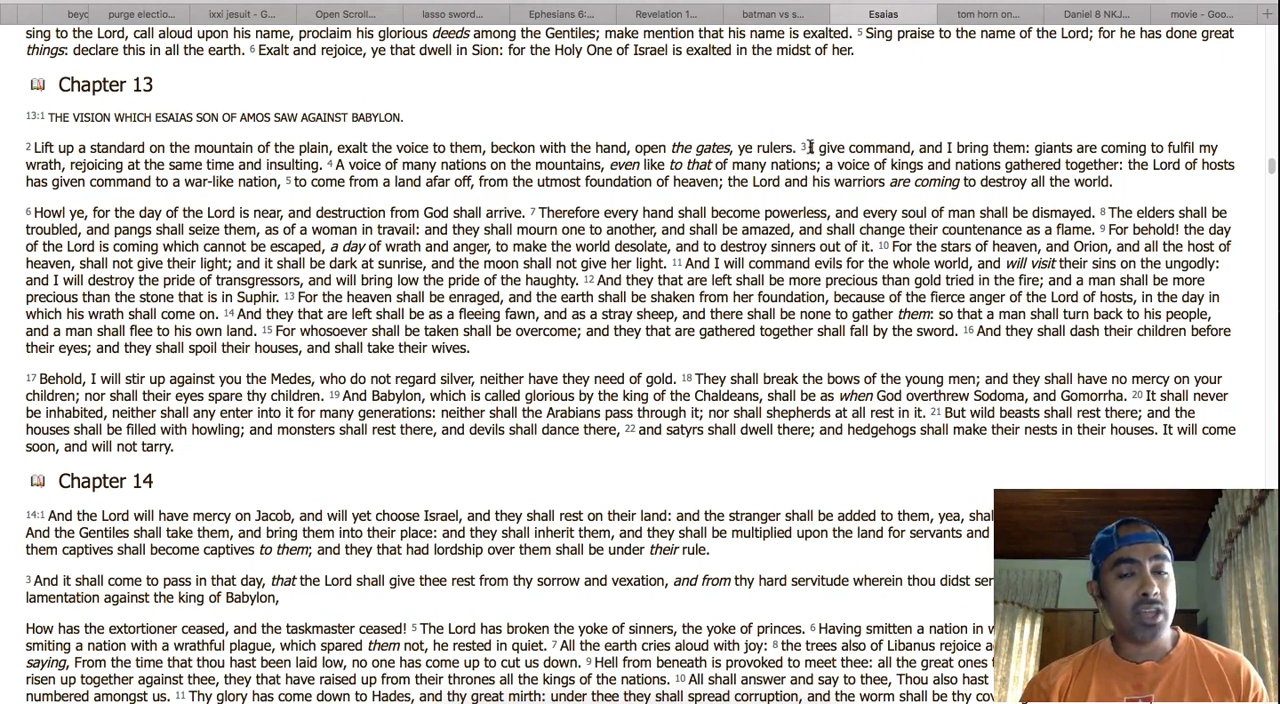 beyc purge electio... ixxi jesuit - G... Open Scroll... lasso sword... Ephesians 6:... Revelation 1... batman vs s... Esaias tom horn on... Daniel 8 NKJ... movie - Goo... +
sing to the Lord, call aloud upon his name, proclaim his glorious deeds among the Gentiles; make mention that his name is exalted. 5 Sing praise to the name of the Lord; for he has done great
things: declare this in all the earth. 6 Exalt and rejoice, ye that dwell in Sion: for the Holy One of Israel is exalted in the midst of her.
Chapter 13
13:1 THE VISION WHICH ESAIAS SON OF AMOS SAW AGAINST BABYLON.
2 Lift up a standard on the mountain of the plain, exalt the voice to them, beckon with the hand, open the gates, ye rulers. 3 I give command, and I bring them: giants are coming to fulfil my
wrath, rejoicing at the same time and insulting. 4 A voice of many nations on the mountains, even like to that of many nations; a voice of kings and nations gathered together: the Lord of hosts
has given command to a war-like nation, 5 to come from a land afar off, from the utmost foundation of heaven; the Lord and his warriors are coming to destroy all the world.
6 Howl ye, for the day of the Lord is near, and destruction from God shall arrive. 7 Therefore every hand shall become powerless, and every soul of man shall be dismayed. 8 The elders shall be
troubled, and pangs shall seize them, as of a woman in travail: and they shall mourn one to another, and shall be amazed, and shall change their countenance as a flame. 9 For behold! the day
of the Lord is coming which cannot be escaped, a day of wrath and anger, to make the world desolate, and to destroy sinners out of it. 10 For the stars of heaven, and Orion, and all the host of
heaven, shall not give their light; and it shall be dark at sunrise, and the moon shall not give her light. 11 And I will command evils for the whole world, and will visit their sins on the ungodly:
and I will destroy the pride of transgressors, and will bring low the pride of the haughty. 12 And they that are left shall be more precious than gold tried in the fire; and a man shall be more
precious than the stone that is in Suphir. 13 For the heaven shall be enraged, and the earth shall be shaken from her foundation, because of the fierce anger of the Lord of hosts, in the day in
which his wrath shall come on. 14 And they that are left shall be as a fleeing fawn, and as a stray sheep, and there shall be none to gather them: so that a man shall turn back to his people,
and a man shall flee to his own land. 15 For whosoever shall be taken shall be overcome; and they that are gathered together shall fall by the sword. 16 And they shall dash their children before
their eyes; and they shall spoil their houses, and shall take their wives.
17 Behold, I will stir up against you the Medes, who do not regard silver, neither have they need of gold. 18 They shall break the bows of the young men; and they shall have no mercy on your
children; nor shall their eyes spare thy children. 19 And Babylon, which is called glorious by the king of the Chaldeans, shall be as when God overthrew Sodoma, and Gomorrha. 20 It shall never
be inhabited, neither shall any enter into it for many generations: neither shall the Arabians pass through it; nor shall shepherds at all rest in it. 21 But wild beasts shall rest there; and the
houses shall be filled with howling; and monsters shall rest there, and devils shall dance there, 22 and satyrs shall dwell there; and hedgehogs shall make their nests in their houses. It will come
soon, and will not tarry.
Chapter 14
14:1 And the Lord will have mercy on Jacob, and will yet choose Israel, and they shall rest on their land: and the stranger shall be added to them, yea, shal
And the Gentiles shall take them, and bring them into their place: and they shall inherit them, and they shall be multiplied upon the land for servants and
them captives shall become captives to them; and they that had lordship over them shall be under their rule.
3 And it shall come to pass in that day, that the Lord shall give thee rest from thy sorrow and vexation, and from thy hard servitude wherein thou didst ser
lamentation against the king of Babylon,
How has the extortioner ceased, and the taskmaster ceased! 5 The Lord has broken the yoke of sinners, the yoke of princes. 6 Having smitten a nation in w
smiting a nation with a wrathful plague, which spared them not, he rested in quiet. 7 All the earth cries aloud with joy: 8 the trees also of Libanus rejoice a
saying, From the time that thou hast been laid low, no one has come up to cut us down. 9 Hell from beneath is provoked to meet thee: all the great ones
risen up together against thee, they that have raised up from their thrones all the kings of the nations. 10 All shall answer and say to thee, Thou also hast
numbered amongst us. 11 Thy glory has come down to Hades, and thy great mirth: under thee they shall spread corruption, and the worm shall be thy cov